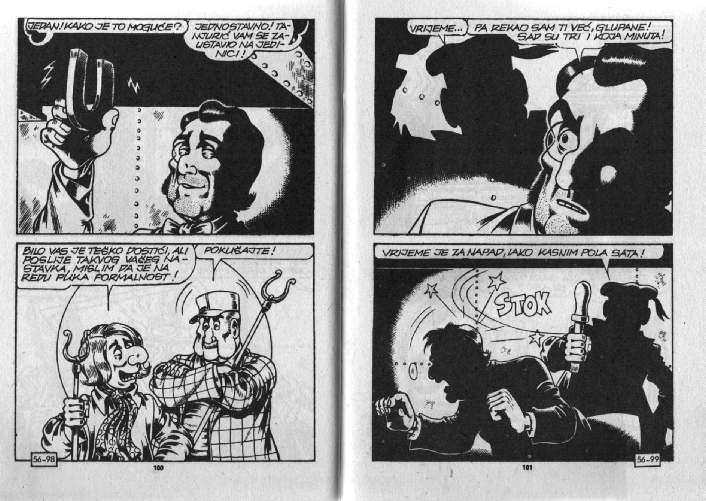 JEDAN! KAKO JE TO MOGUĆE?
JEDNOSTAVNO! TA-
NJURIĆ VAM SE ZA-
USTAVIO NA JEDI-
NICI!
BILO VAS JE TEŠKO DOSTIĆI, ALI
POSLIJE TAKVOG VAŠEG NA-
STAVKA, MISLIM DA JE NA
REDU PUKA FORMALNOST!
POKUŠAJTE!
56-98
100
VRIJEME...
PA REKAO SAM TI VEĆ, GLUPANE!
SAD SU TRI I KOJA MINUTA!
VRIJEME JE ZA NAPAD, IAKO KASNIM POLA SATA!
STOK
56-99
101